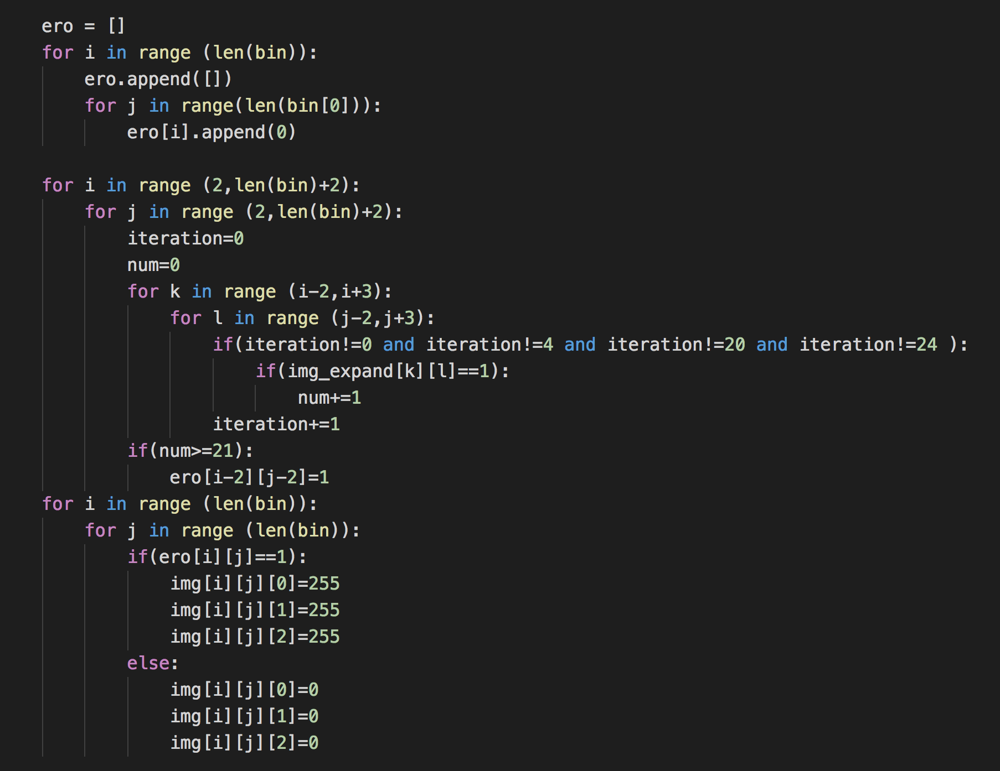 ero = []
for i in range (len(bin)):
    ero.append([])
    for j in range(len(bin[0])):
        ero[i].append(0)

for i in range (2,len(bin)+2):
    for j in range (2,len(bin)+2):
        iteration=0
        num=0
        for k in range (i-2,i+3):
            for l in range (j-2,j+3):
                if(iteration!=0 and iteration!=4 and iteration!=20 and iteration!=24 ):
                    if(img_expand[k][l]==1):
                        num+=1
                iteration+=1
        if(num>=21):
            ero[i-2][j-2]=1
for i in range (len(bin)):
    for j in range (len(bin)):
        if(ero[i][j]==1):
            img[i][j][0]=255
            img[i][j][1]=255
            img[i][j][2]=255
        else:
            img[i][j][0]=0
            img[i][j][1]=0
            img[i][j][2]=0